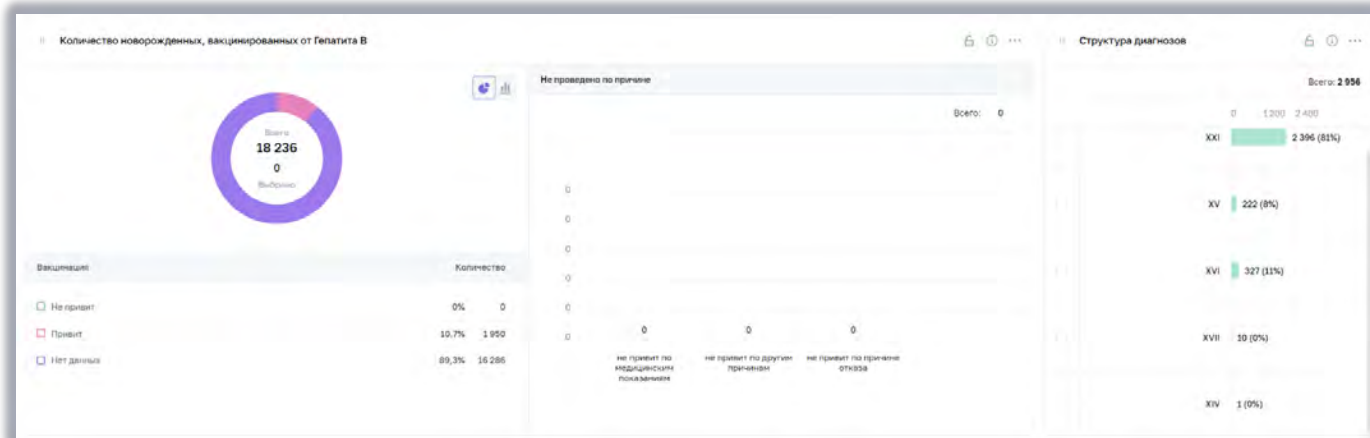 Количество новорожденных, вакцинированных от Гепатита В
Всего
18 236
0
Выбрано
Вакцинация Количество
Не привит 0% 0
Привит 10,7% 1 950
Нет данных 89,3% 16 286
Не проведено по причине
Всего: 0
0
0
0
0
0
0
0 0 0
не привит по медицинским показаниям
не привит по другим причинам
не привит по причине отказа
Структура диагнозов
Всего: 2 956
0 1 200 2 400
XXI 2 396 (81%)
XV 222 (8%)
XVI 327 (11%)
XVII 10 (0%)
XIV 1 (0%)